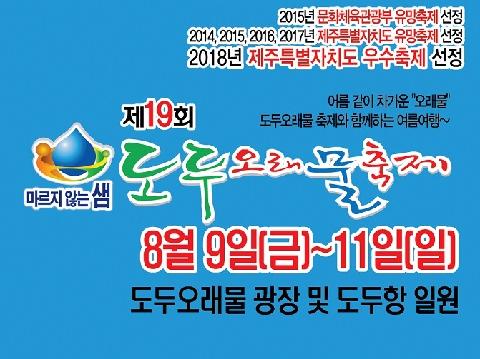 2015년 문화체육관광부 유망축제 선정
2014, 2015, 2016, 2017년 제주특별자치도 유망축제 선정
2018년 제주특별자치도 우수축제 선정
어름 같이 차가운 "오래물"
도두오래물 축제와 함께하는 여름여행~
제19회
마르지 않는 샘
도두오래물축제
8월 9일(금)~11일(일)
도두오래물 광장 및 도두항 일원